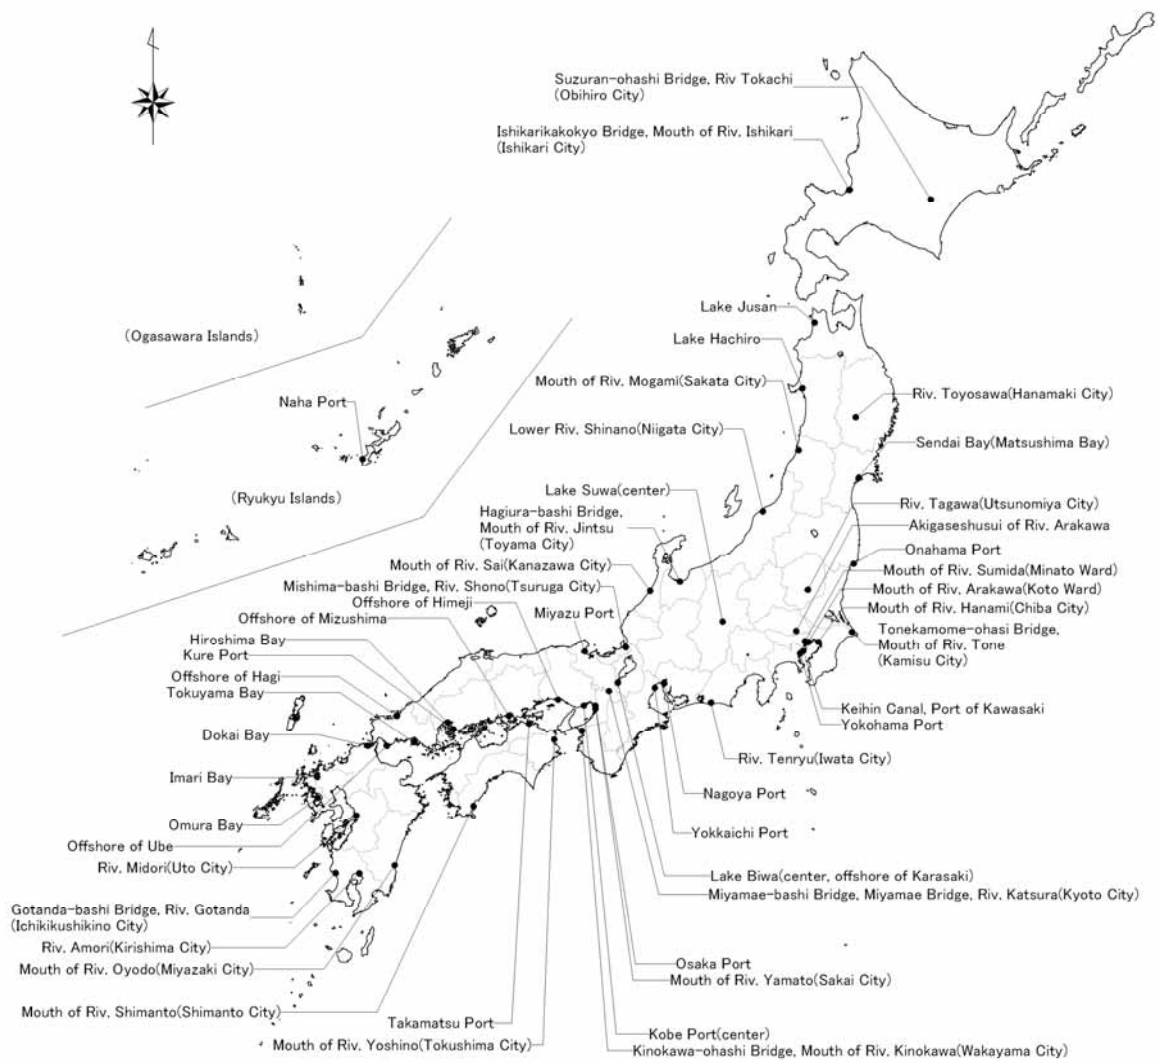 Suzuran-ohashi Bridge, Riv Tokachi
(Obihiro City)
Ishikarikakokyo Bridge, Mouth of Riv. Ishikari
(Ishikari City)
(Ogasawara Islands)
Naha Port
(Ryukyu Islands)
Lake Jusan
Lake Hachiro
Mouth of Riv. Mogami(Sakata City)
Riv. Toyosawa(Hanamaki City)
Lower Riv. Shinano(Niigata City)
Sendai Bay(Matsushima Bay)
Lake Suwa(center)
Hagiura-bashi Bridge,
Mouth of Riv. Jintsu
(Toyama City)
Riv. Tagawa(Utsunomiya City)
Akigaseshusui of Riv. Arakawa
Onahama Port
Mouth of Riv. Sai(Kanazawa City)
Mouth of Riv. Sumida(Minato Ward)
Mishima-bashi Bridge, Riv. Shono(Tsuruga City)
Mouth of Riv. Arakawa(Koto Ward)
Offshore of Himeji
Miyazu Port
Mouth of Riv. Hanami(Chiba City)
Offshore of Mizushima
Tonekamome-ohasi Bridge,
Mouth of Riv. Tone
(Kamisu City)
Hiroshima Bay
Kure Port
Offshore of Hagi
Tokuyama Bay
Keihin Canal, Port of Kawasaki
Yokohama Port
Dokai Bay
Riv. Tenryu(Iwata City)
Imari Bay
Nagoya Port
Omura Bay
Yokkaichi Port
Offshore of Ube
Riv. Midori(Uto City)
Lake Biwa(center, offshore of Karasaki)
Miyamae-bashi Bridge, Miyamae Bridge, Riv. Katsura(Kyoto City)
Gotanda-bashi Bridge, Riv. Gotanda
(Ichikikushikino City)
Riv. Amori(Kirishima City)
Mouth of Riv. Oyodo(Miyazaki City)
Osaka Port
Mouth of Riv. Yamato(Sakai City)
Mouth of Riv. Shimanto(Shimanto City)
Takamatsu Port
Kobe Port(center)
Mouth of Riv. Yoshino(Tokushima City)
Kinokawa-ohashi Bridge, Mouth of Riv. Kinokawa(Wakayama City)